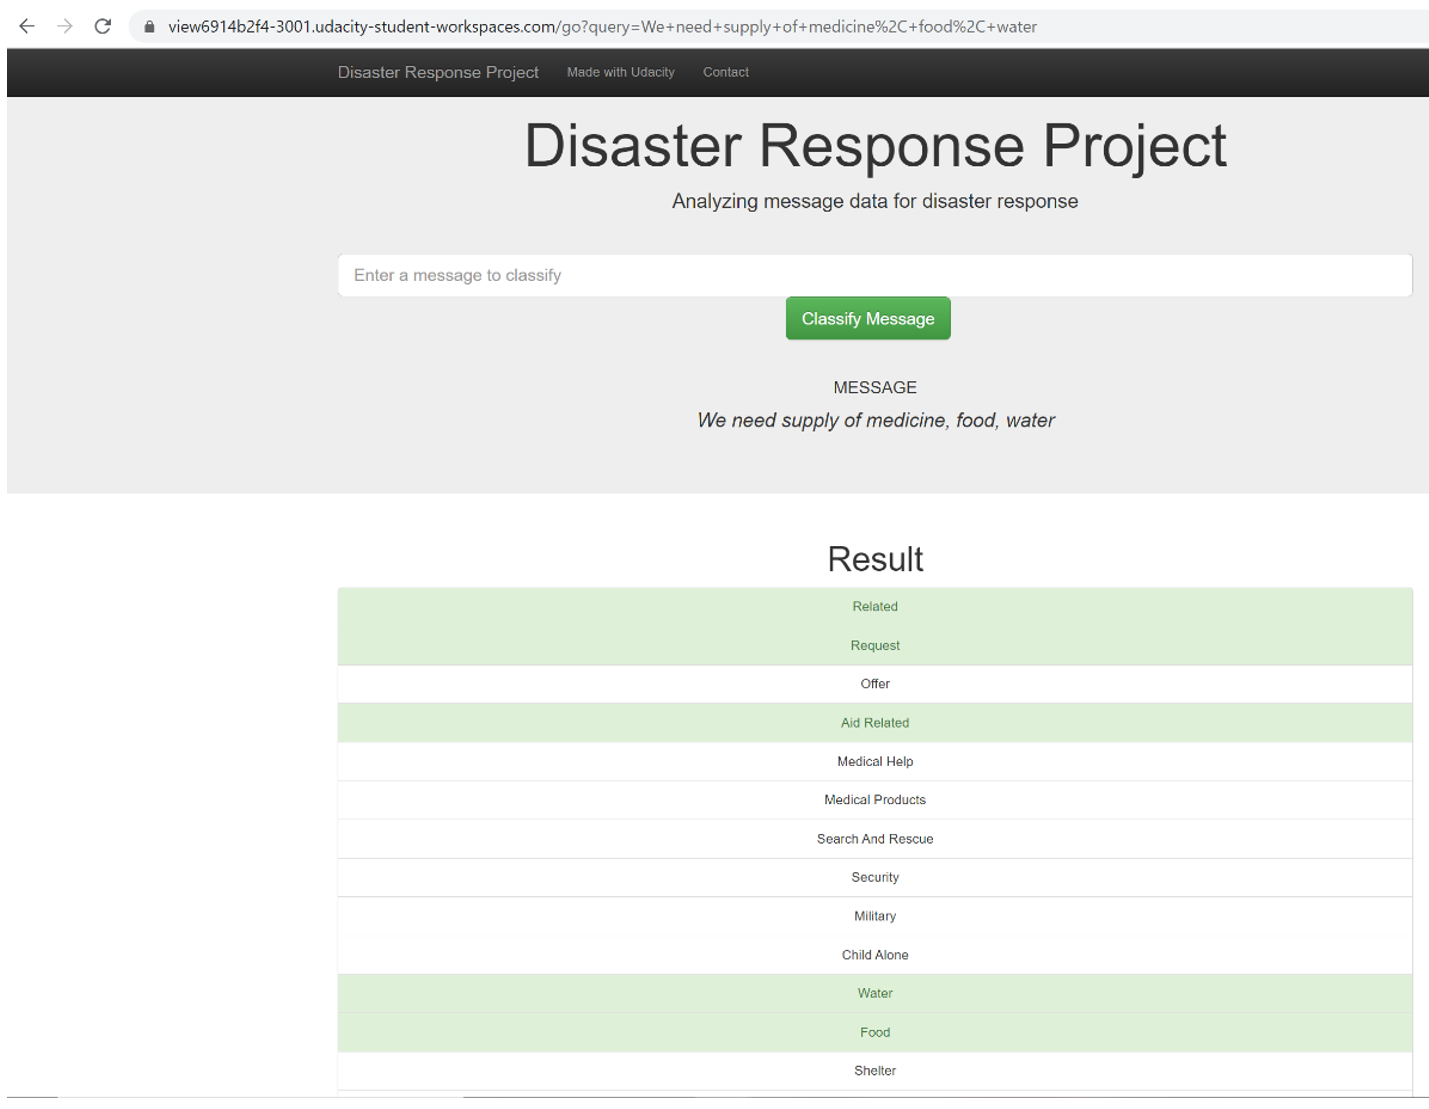 view6914b2f4-3001.udacity-student-workspaces.com/go?query=We+need+supply+of+medicine%2C+food%2C+water
Disaster Response Project Made with Udacity Contact
Disaster Response Project
Analyzing message data for disaster response
Enter a message to classify
Classify Message
MESSAGE
We need supply of medicine, food, water
Result
Related
Request
Offer
Aid Related
Medical Help
Medical Products
Search And Rescue
Security
Military
Child Alone
Water
Food
Shelter